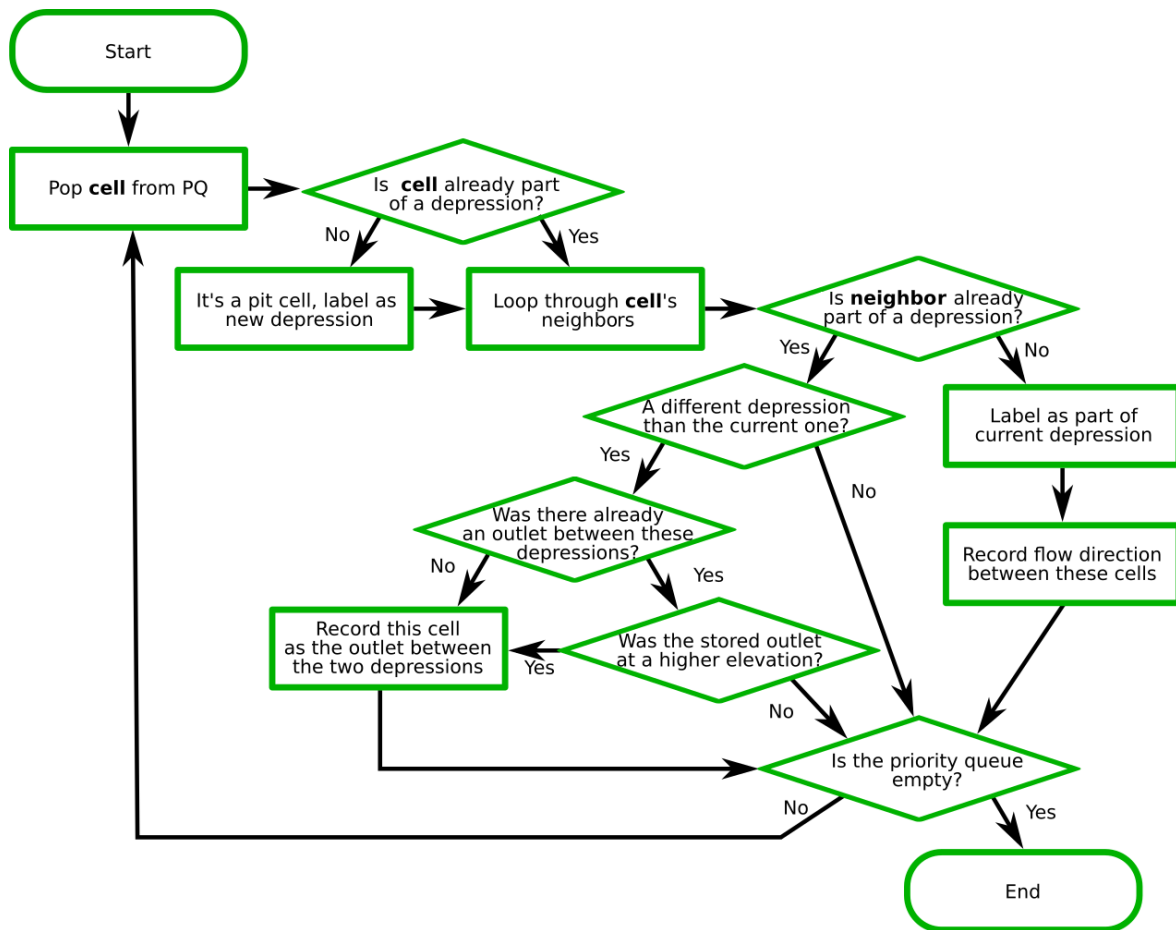 Start
Pop cell from PQ
Is cell already part
of a depression?
No
Yes
It's a pit cell, label as
new depression
Loop through cell's
neighbors
Is neighbor already
part of a depression?
Yes
No
A different depression
than the current one?
Label as part of
current depression
Yes
No
Was there already
an outlet between these
depressions?
Record flow direction
between these cells
No
Yes
Record this cell
as the outlet between
the two depressions
Was the stored outlet
at a higher elevation?
Yes
No
Is the priority queue
empty?
No
Yes
End